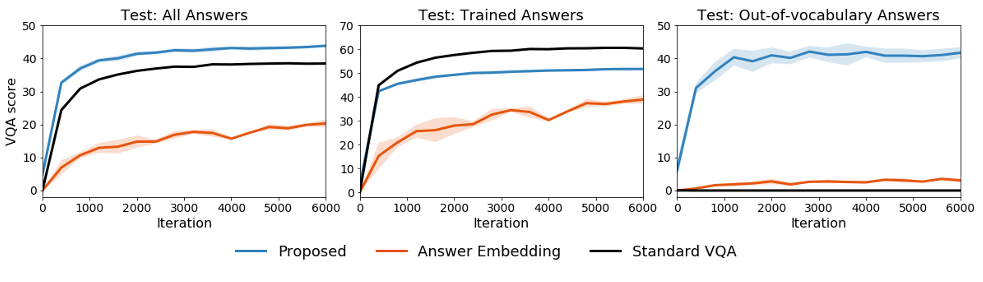 Test: All Answers
VQA score
50
40
30
20
10
0
0 1000 2000 3000 4000 5000 6000
Iteration
Test: Trained Answers
70
60
50
40
30
20
10
0
0 1000 2000 3000 4000 5000 6000
Iteration
Test: Out-of-vocabulary Answers
50
40
30
20
10
0
0 1000 2000 3000 4000 5000 6000
Iteration
Proposed Answer Embedding Standard VQA